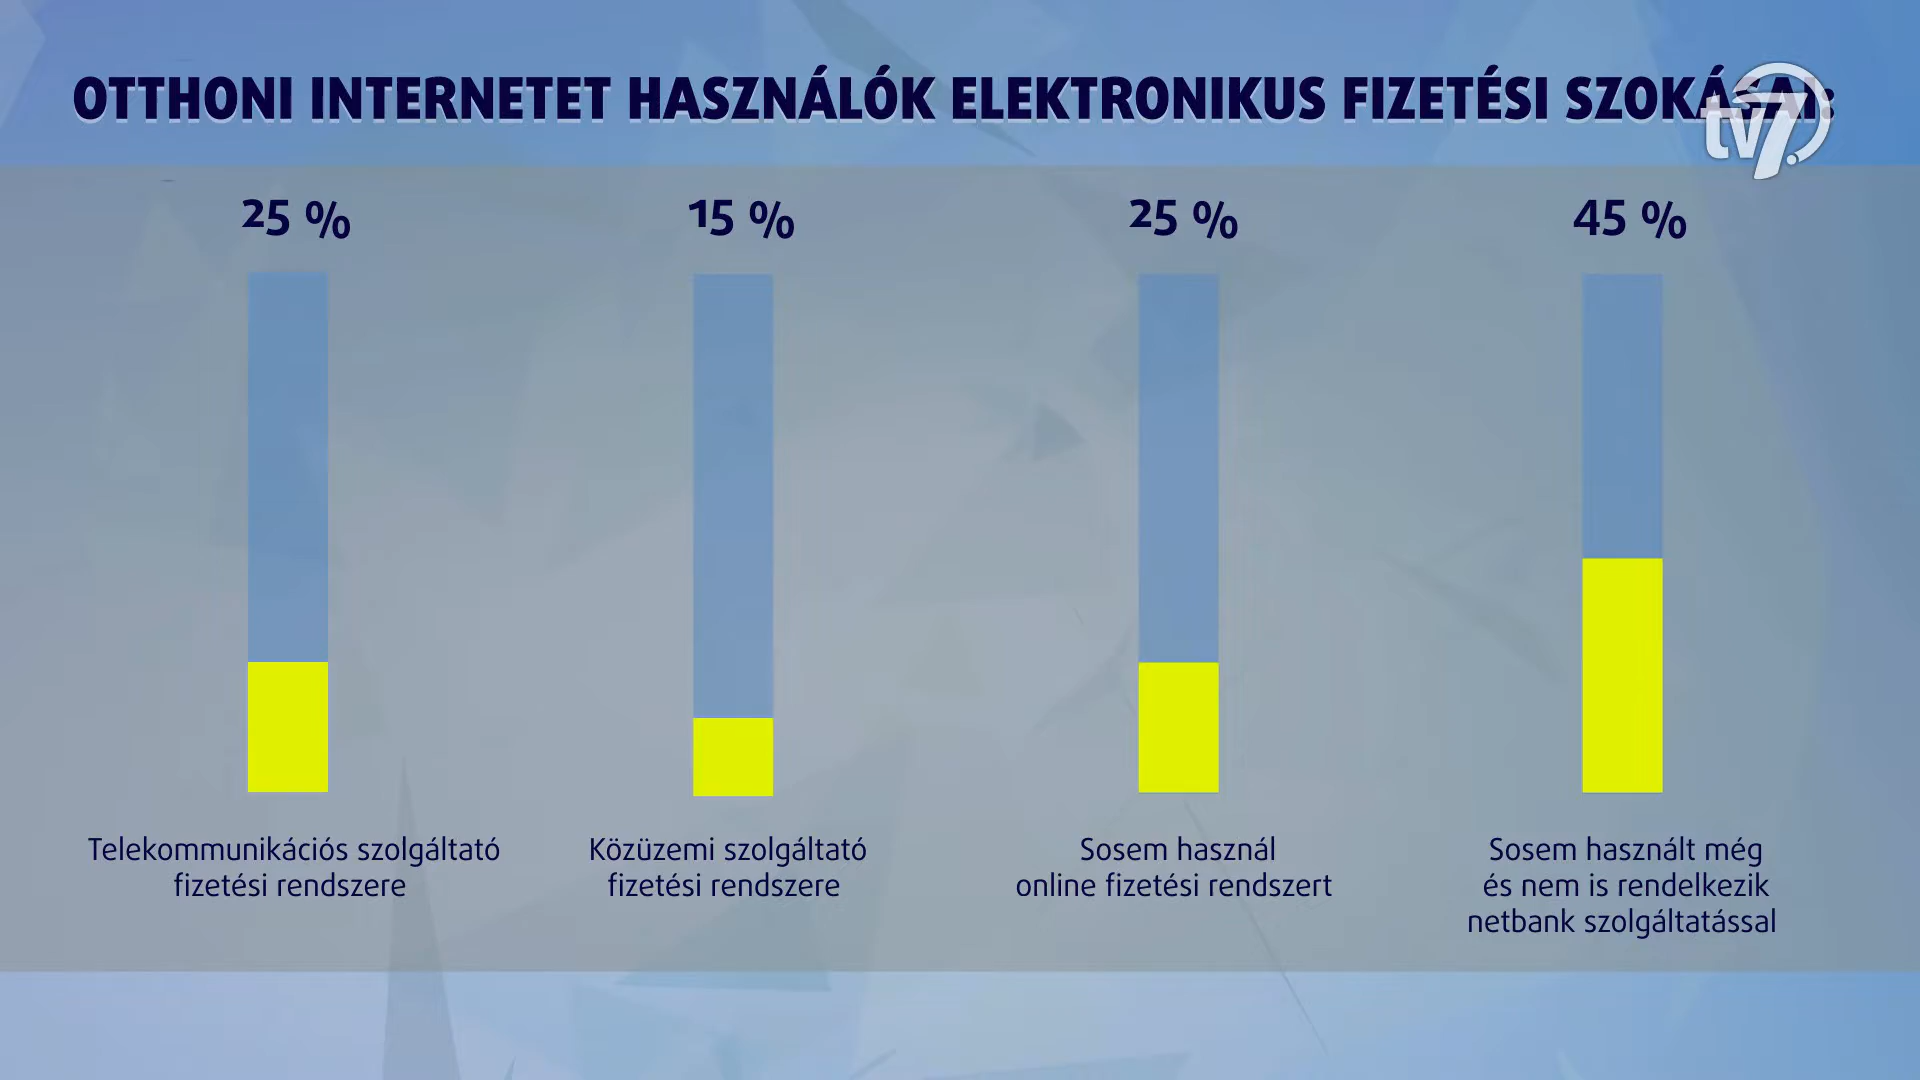 OTTHONI INTERNETET HASZNÁLÓK ELEKTRONIKUS FIZETÉSI SZOKÁSAI:
tv7.
25 %
15 %
25 %
45 %
Telekommunikációs szolgáltató
fizetési rendszere
Közüzemi szolgáltató
fizetési rendszere
Sosem használ
online fizetési rendszert
Sosem használt még
és nem is rendelkezik
netbank szolgáltatással